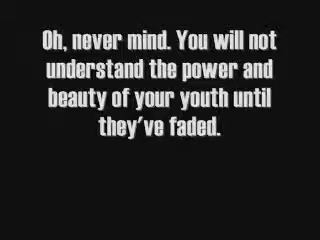 Oh, never mind. You will not
understand the power and
beauty of your youth until
they've faded.